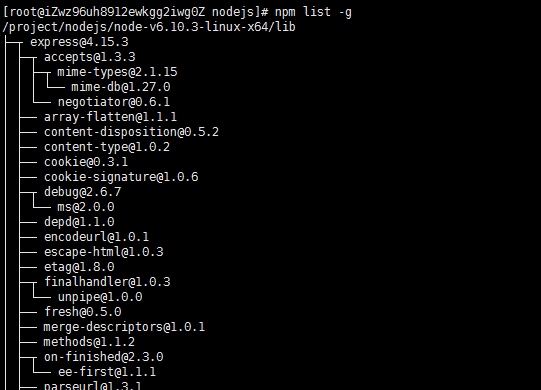 [root@iZwz96uh8912ewkgg2iwg0Z nodejs]# npm list -g
/project/nodejs/node-v6.10.3-linux-x64/lib
├─┬ express@4.15.3
│ ├─┬ accepts@1.3.3
│ │ ├─┬ mime-types@2.1.15
│ │ │ └── mime-db@1.27.0
│ │ └── negotiator@0.6.1
│ ├── array-flatten@1.1.1
│ ├── content-disposition@0.5.2
│ ├── content-type@1.0.2
│ ├── cookie@0.3.1
│ ├── cookie-signature@1.0.6
│ ├─┬ debug@2.6.7
│ │ └── ms@2.0.0
│ ├── depd@1.1.0
│ ├── encodeurl@1.0.1
│ ├── escape-html@1.0.3
│ ├── etag@1.8.0
│ ├─┬ finalhandler@1.0.3
│ │ └── unpipe@1.0.0
│ ├── fresh@0.5.0
│ ├── merge-descriptors@1.0.1
│ ├── methods@1.1.2
│ ├─┬ on-finished@2.3.0
│ │ └── ee-first@1.1.1
│ ├── parseurl@1.3.1